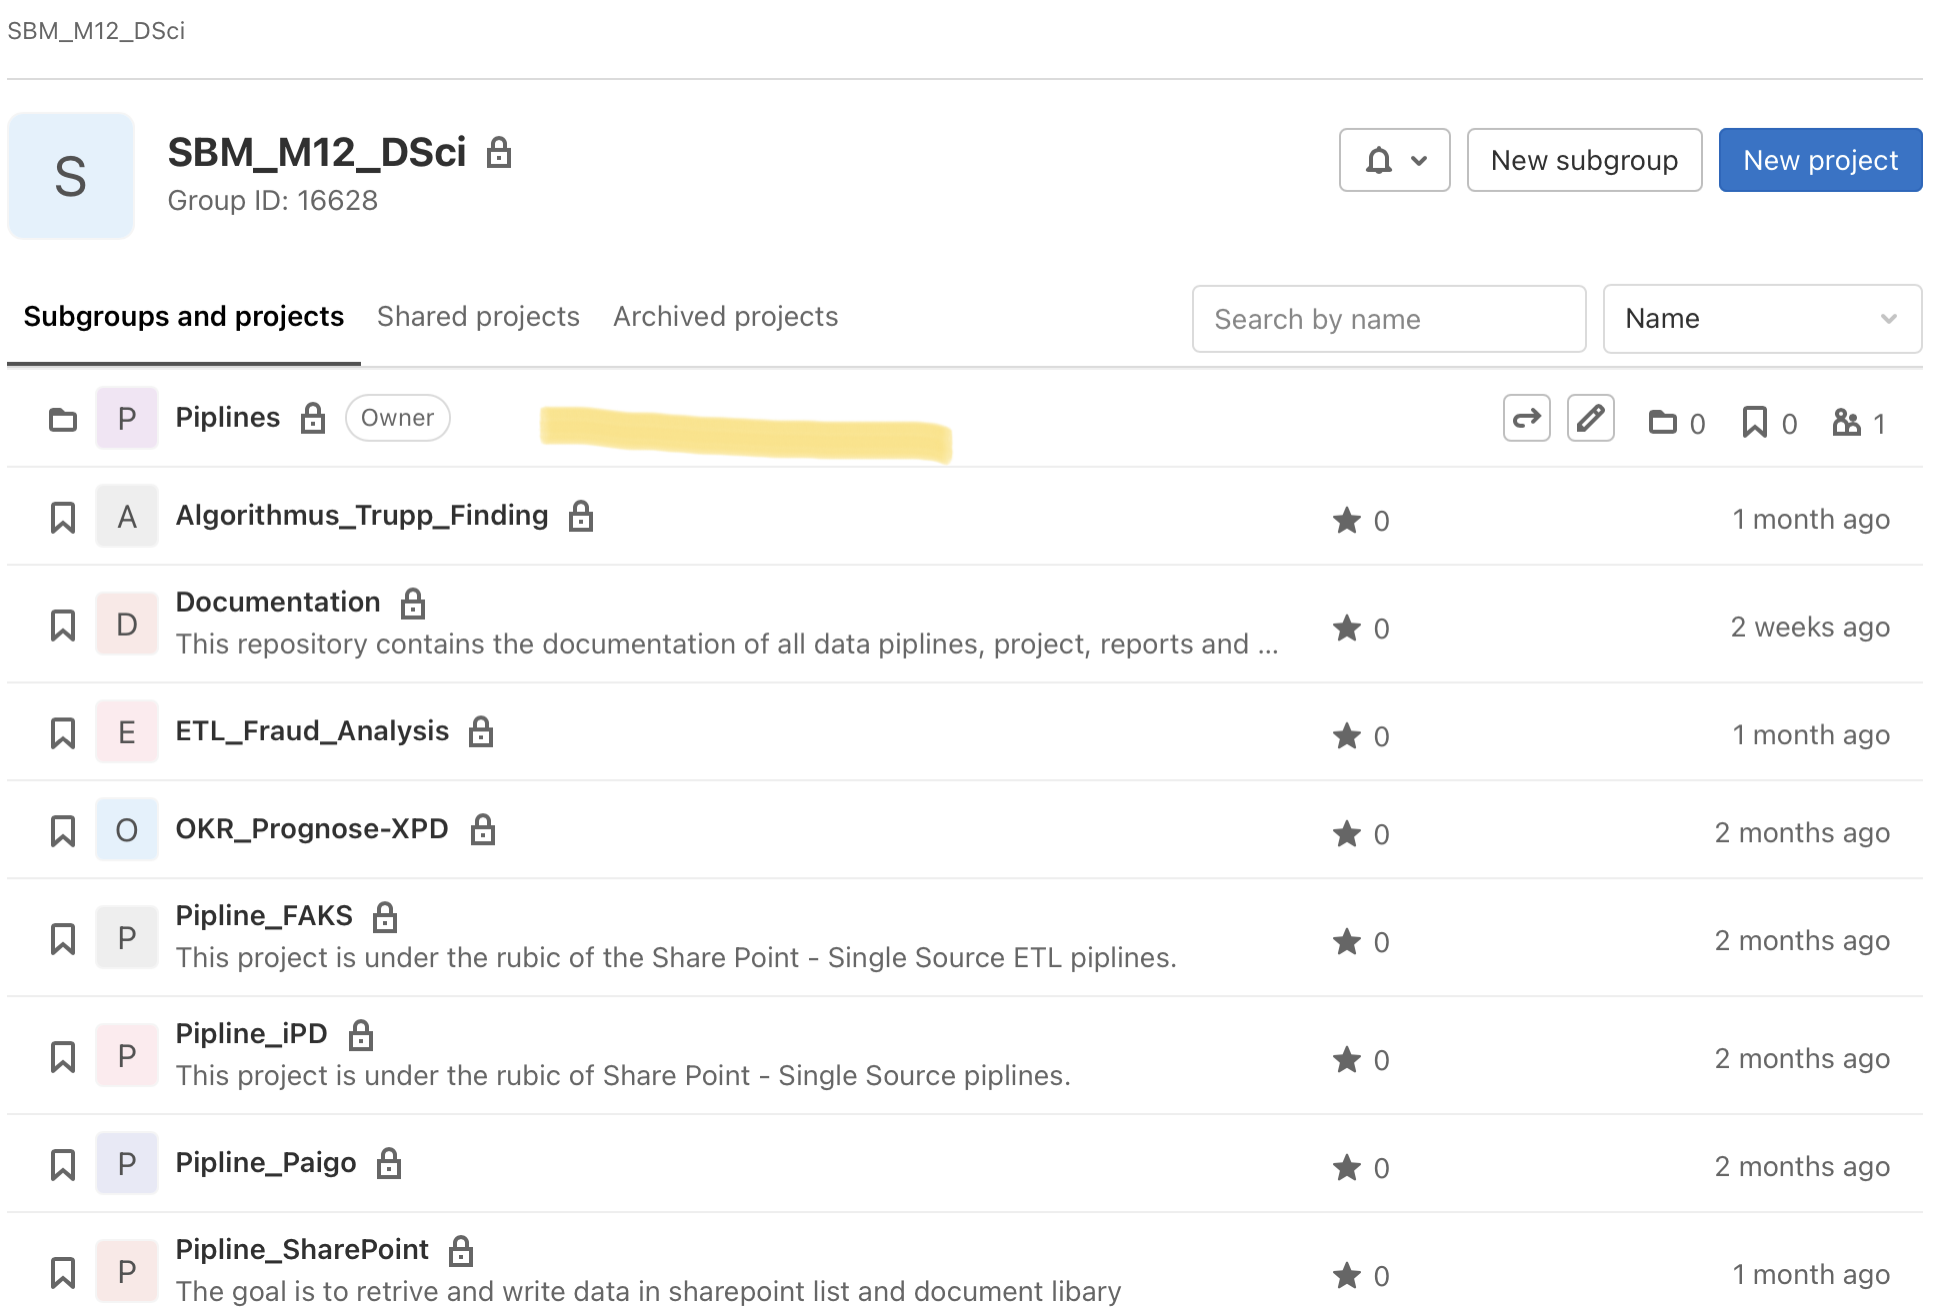 SBM_M12_DSci
S
SBM_M12_DSci
Group ID: 16628
New subgroup
New project
Subgroups and projects
Shared projects
Archived projects
Search by name
Name
P
Piplines
Owner
0
0
1
A
Algorithmus_Trupp_Finding
0
1 month ago
D
Documentation
This repository contains the documentation of all data piplines, project, reports and ...
0
2 weeks ago
E
ETL_Fraud_Analysis
0
1 month ago
O
OKR_Prognose-XPD
0
2 months ago
P
Pipline_FAKS
This project is under the rubic of the Share Point - Single Source ETL piplines.
0
2 months ago
P
Pipline_iPD
This project is under the rubic of Share Point - Single Source piplines.
0
2 months ago
P
Pipline_Paigo
0
2 months ago
P
Pipline_SharePoint
The goal is to retrive and write data in sharepoint list and document libary
0
1 month ago